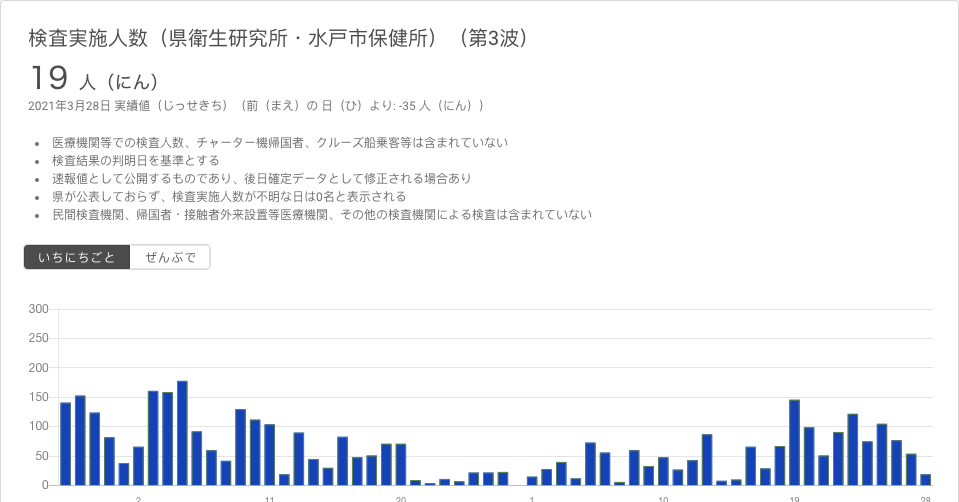 検査実施人数（県衛生研究所・水戸市保健所）（第3波）
19 人（にん）
2021年3月28日 実績値（じっせきち）（前（まえ）の 日（ひ）より: -35 人（にん））
• 医療機関等での検査人数、チャーター機帰国者、クルーズ船乗客等は含まれていない
• 検査結果の判明日を基準とする
• 速報値として公開するものであり、後日確定データとして修正される場合あり
• 県が公表しておらず、検査実施人数が不明な日は0名と表示される
• 民間検査機関、帰国者・接触者外来設置等医療機関、その他の検査機関による検査は含まれていない
いちにちごと ぜんぶで
300
250
200
150
100
50
0
2 11 20 1 10 19 28